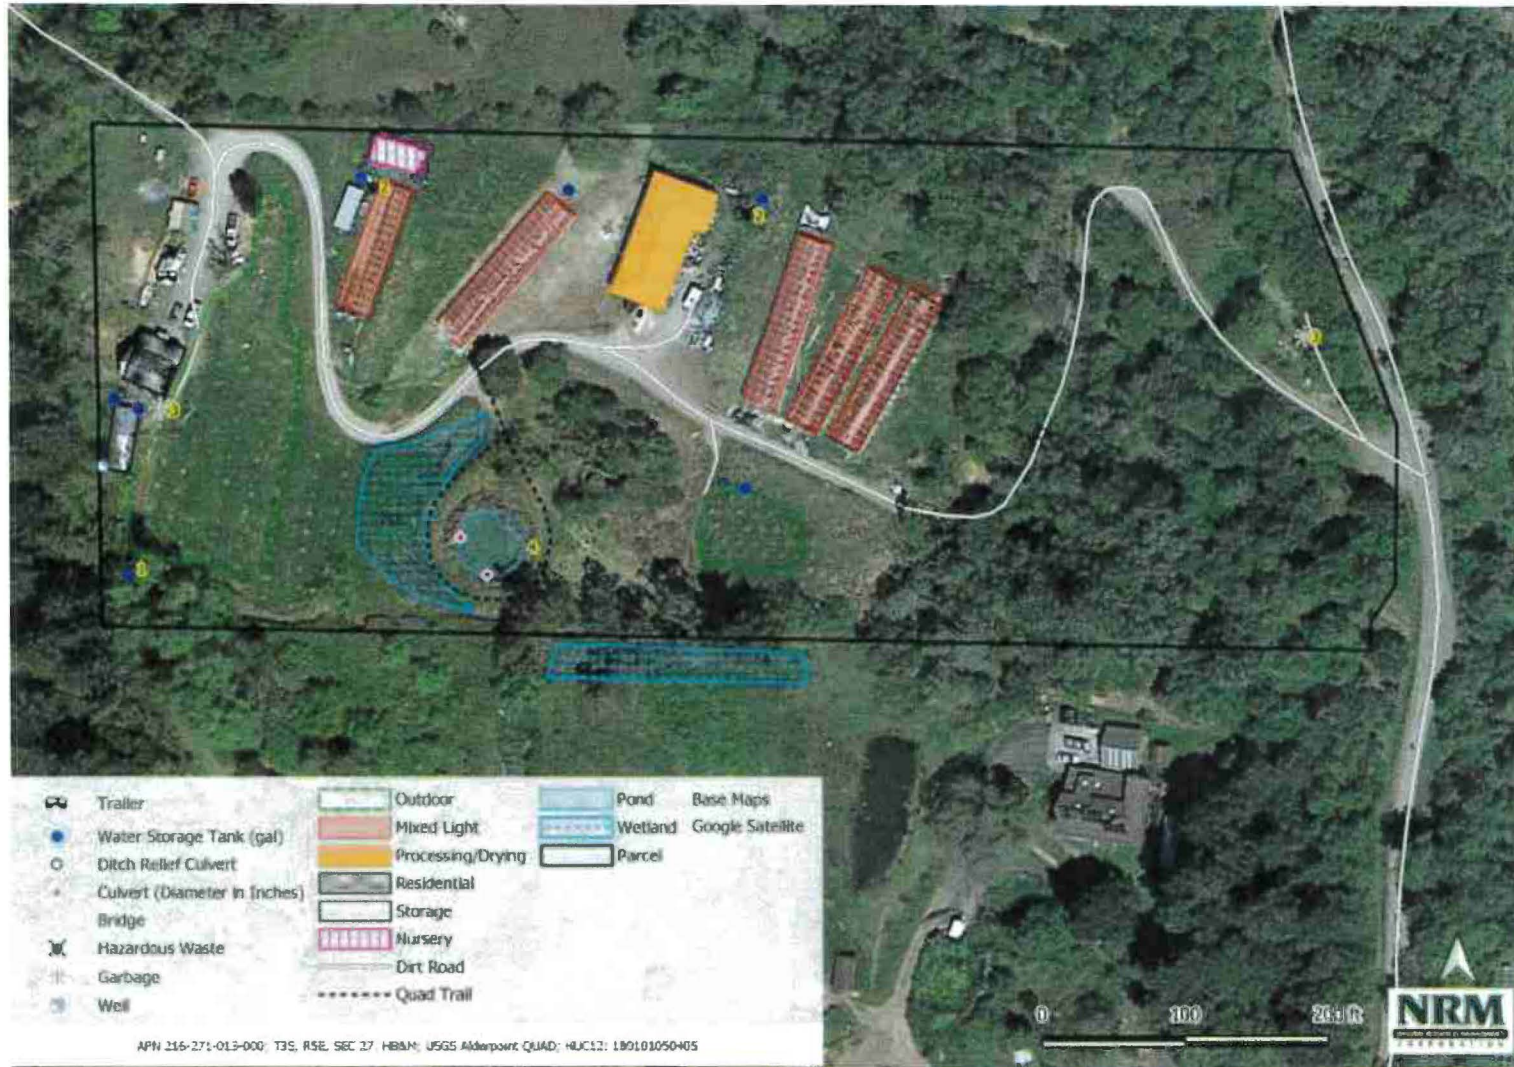 Trailer
Water Storage Tank (gal)
Ditch Relief Culvert
Culvert (Diameter in Inches)
Bridge
Hazardous Waste
Garbage
Well
Outdoor
Mixed Light
Processing/Drying
Residential
Storage
Nursery
Dirt Road
Quad Trail
Pond
Wetland
Parcel
Base Maps
Google Satellite
0 100 200 ft
NRM
CORPORATION
APN 216-271-013-000; T3S, R5E, SEC 27, HB&M; USGS Alderpoint QUAD; HUC12: 180101050405